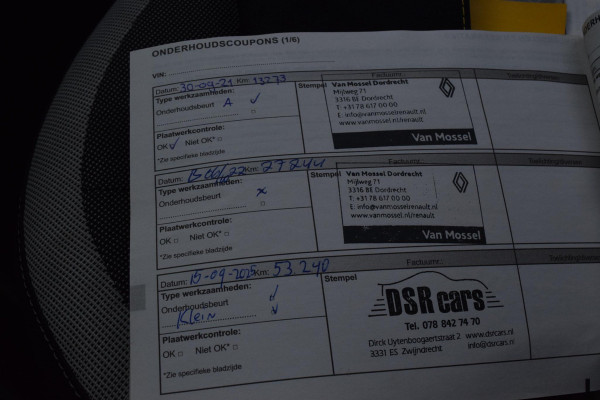 ONDERHOUDSCOUPONS (1/6)
VIN:
Datum: 30-09-21 Km: 13273
Type werkzaamheden:
Onderhoudsbeurt A ✓
Plaatwerkcontrole:
OK ✓ Niet OK* □
*Zie specifieke bladzijde
Stempel
Factuurnr.:
Van Mossel Dordrecht
Mijlweg 71
3316 BE Dordrecht
T: +31 78 617 00 00
E: info@vanmosselrenault.nl
www.vanmossel.nl/renault
Van Mossel
Datum: Km: 27844
Type werkzaamheden:
Onderhoudsbeurt x
Plaatwerkcontrole:
OK □ Niet OK* □
*Zie specifieke bladzijde
Stempel
Factuurnr.:
Van Mossel Dordrecht
Mijlweg 71
3316 BE Dordrecht
T: +31 78 617 00 00
E: info@vanmosselrenault.nl
www.vanmossel.nl/renault
Van Mossel
Datum: 15-09-2025 Km: 53.240
Type werkzaamheden:
Onderhoudsbeurt ✓
Klein
Plaatwerkcontrole:
OK □ Niet OK* □
*Zie specifieke bladzijde
Stempel
Factuurnr.:
DSR cars
Tel. 078 842 74 70
Dirck Uytenboogaertstraat 2 www.dsrcars.nl
3331 ES Zwijndrecht info@dsrcars.nl